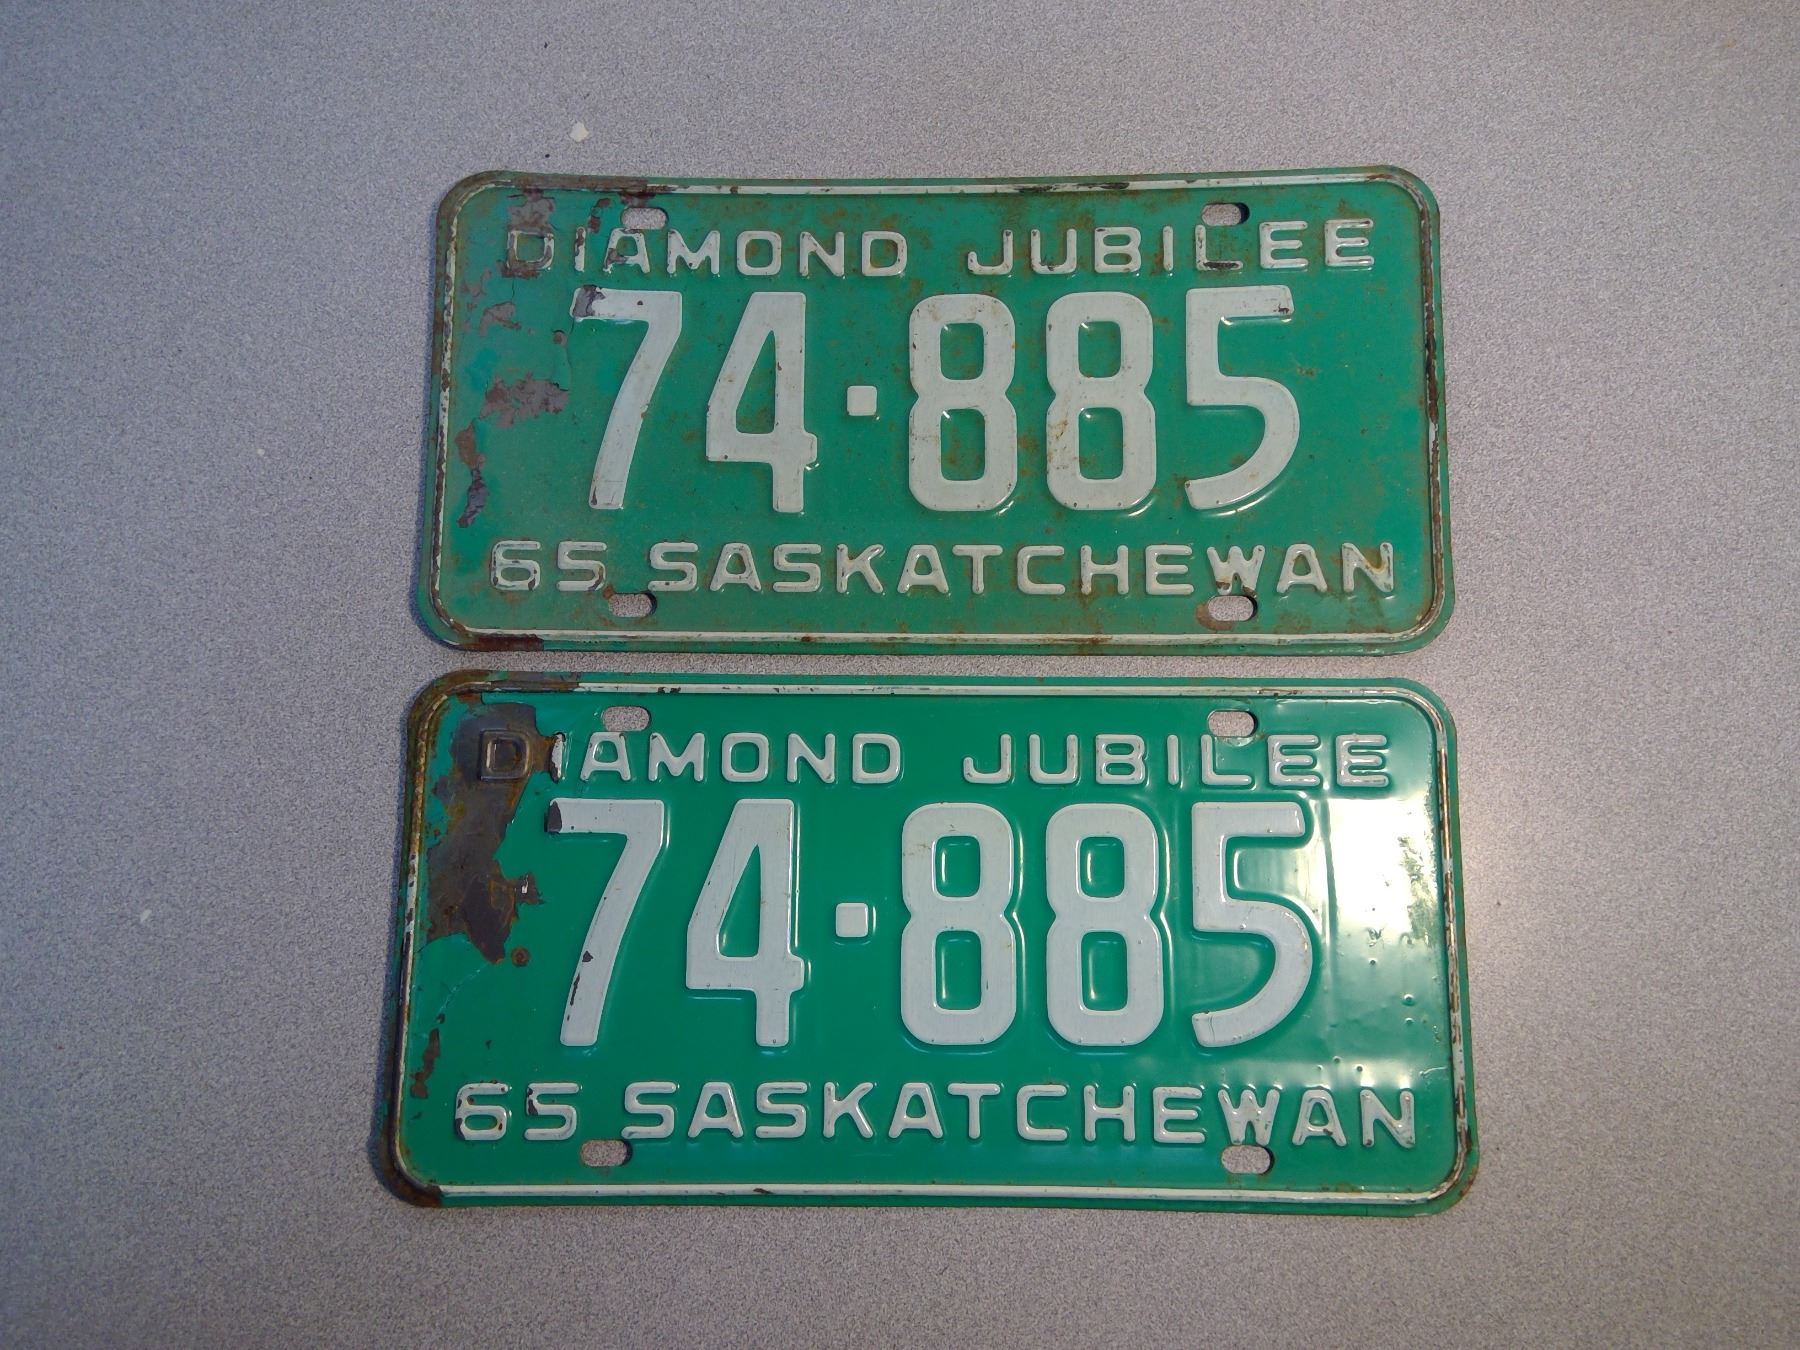 DIAMOND JUBILEE
74·885
65 SASKATCHEWAN
DIAMOND JUBILEE
74·885
65 SASKATCHEWAN